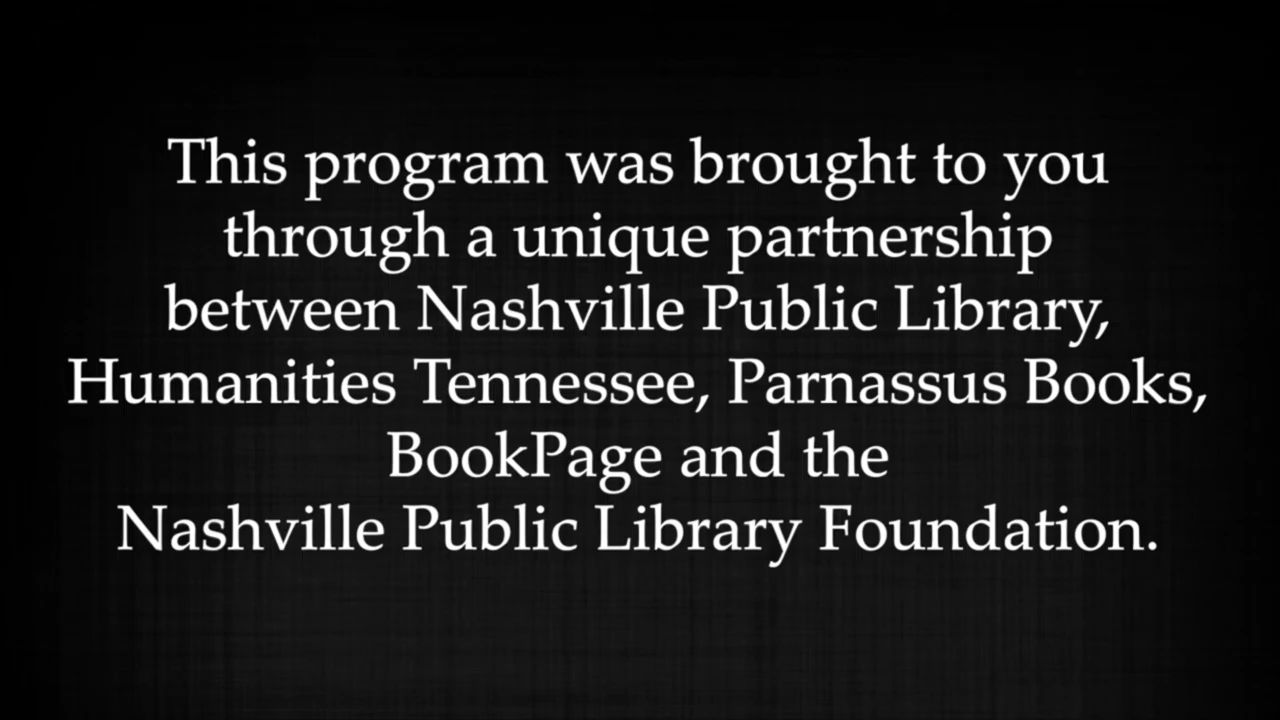 This program was brought to you
through a unique partnership
between Nashville Public Library,
Humanities Tennessee, Parnassus Books,
BookPage and the
Nashville Public Library Foundation.